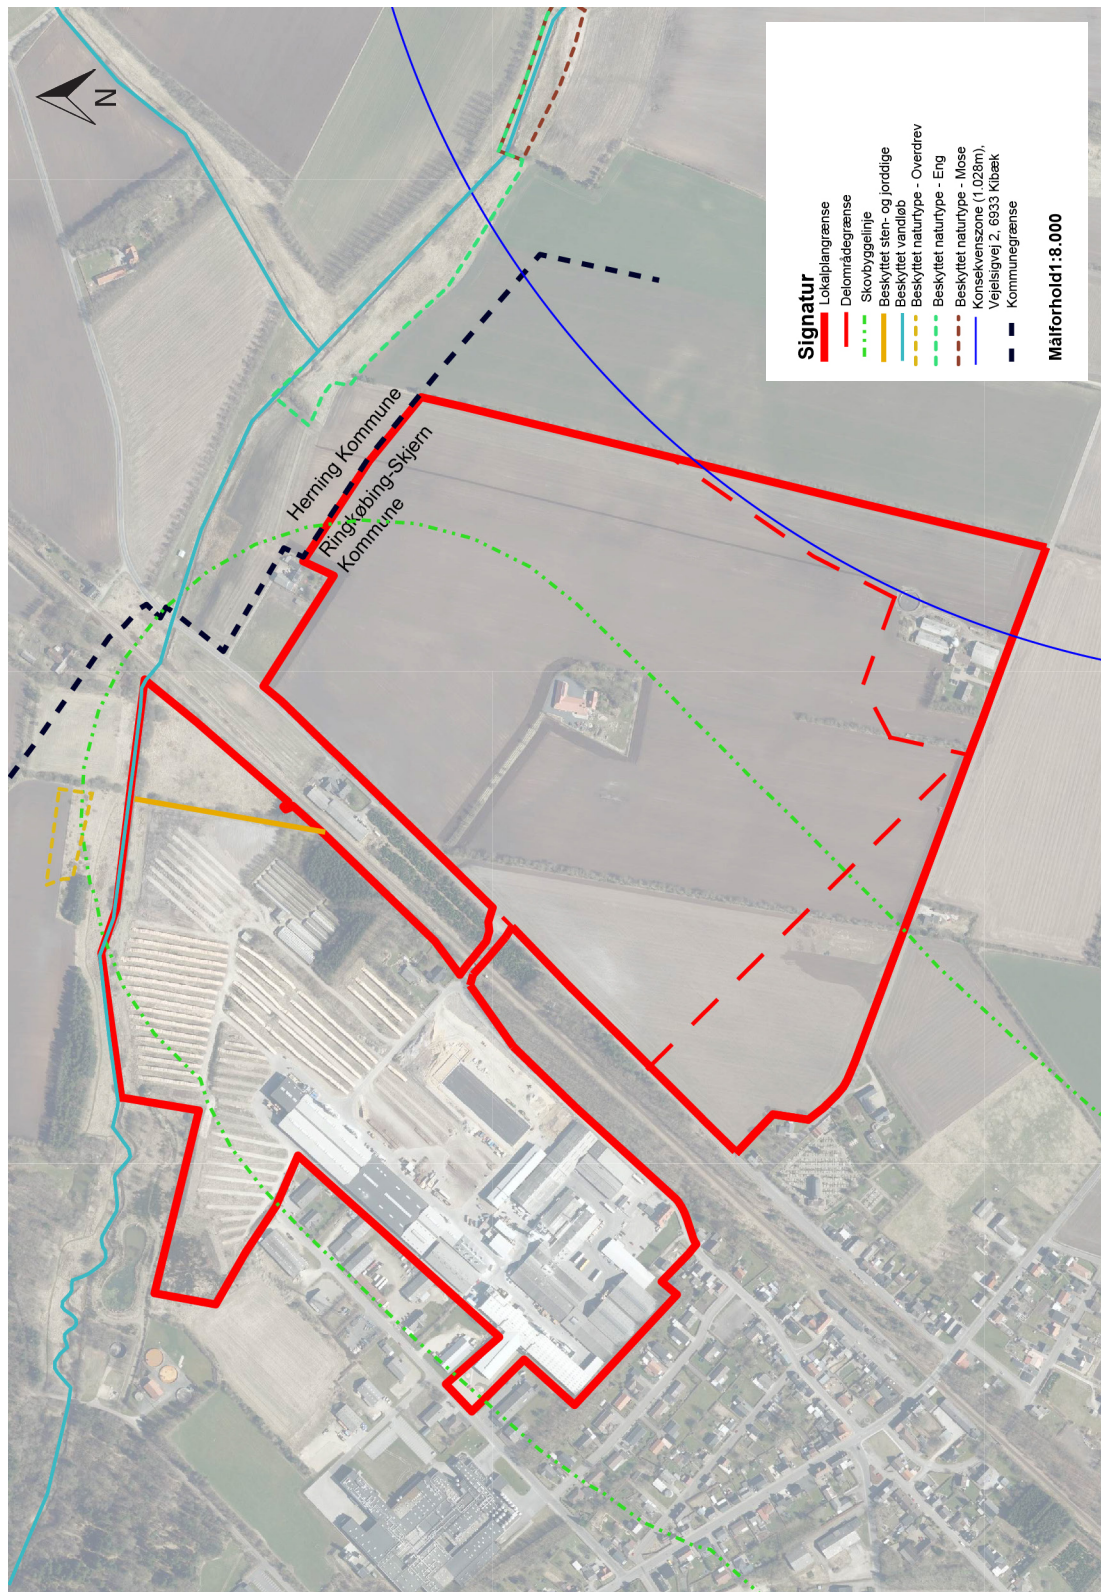 N
Herning Kommune
Ringkøbing-Skjern
Kommune
Signatur
Lokalplangrænse
Delområdegrænse
Skovbyggelinje
Beskyttet sten- og jorddige
Beskyttet vandløb
Beskyttet naturtype - Overdrev
Beskyttet naturtype - Eng
Beskyttet naturtype - Mose
Konsekvenszone (1.028m),
Vejelsigvej 2, 6933 Kibæk
Kommunegrænse
Målforhold1:8.000